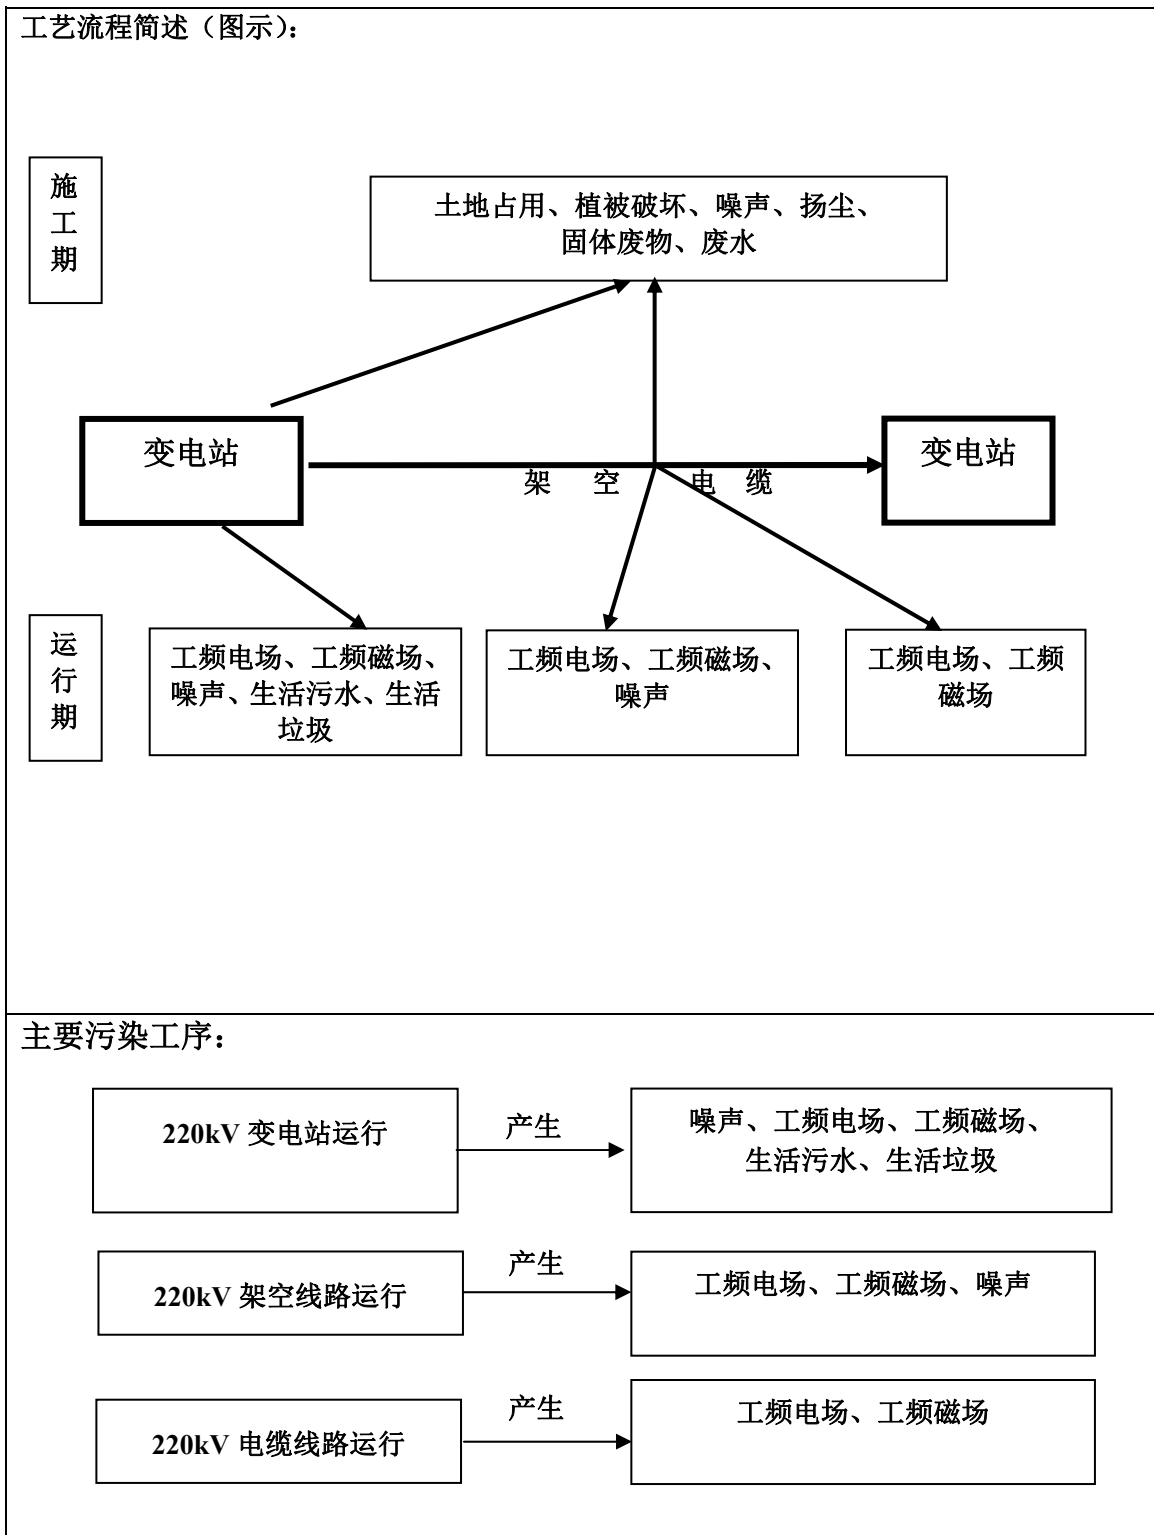 工艺流程简述（图示）：
施
工
期
土地占用、植被破坏、噪声、扬尘、
固体废物、废水
变电站
架 空 电 缆
变电站
运
行
期
工频电场、工频磁场、
噪声、生活污水、生活
垃圾
工频电场、工频磁场、
噪声
工频电场、工频
磁场
主要污染工序：
220kV 变电站运行
产生
噪声、工频电场、工频磁场、
生活污水、生活垃圾
220kV 架空线路运行
产生
工频电场、工频磁场、噪声
220kV 电缆线路运行
产生
工频电场、工频磁场